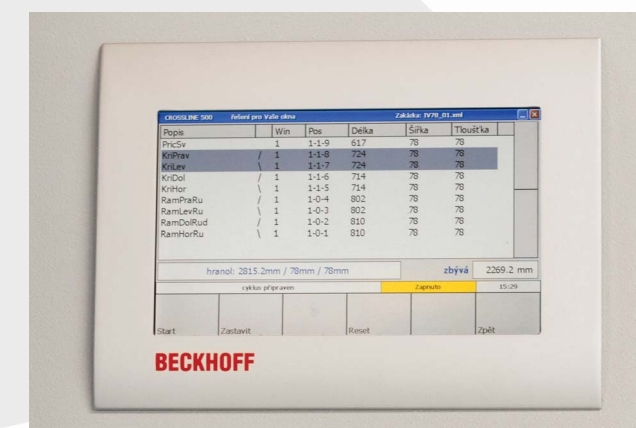 CROSSLINE 500 řešení pro Vaše okna Zakázka: IV78_01.xml
Popis Win Pos Délka Šířka Tloušťka
PricSv 1 1-1-9 617 78 78
KriPrav / 1 1-1-8 724 78 78
KriLev \ 1 1-1-7 724 78 78
KriDol / 1 1-1-6 714 78 78
KriHor \ 1 1-1-5 714 78 78
RamPraRu / 1 1-0-4 802 78 78
RamLevRu \ 1 1-0-3 802 78 78
RamDolRud / 1 1-0-2 810 78 78
RamHorRu \ 1 1-0-1 810 78 78
hranol: 2815.2mm / 78mm / 78mm zbývá 2269.2 mm
cyklus připraven Zapnuto 15:29
Start Zastavit Reset Zpět
BECKHOFF